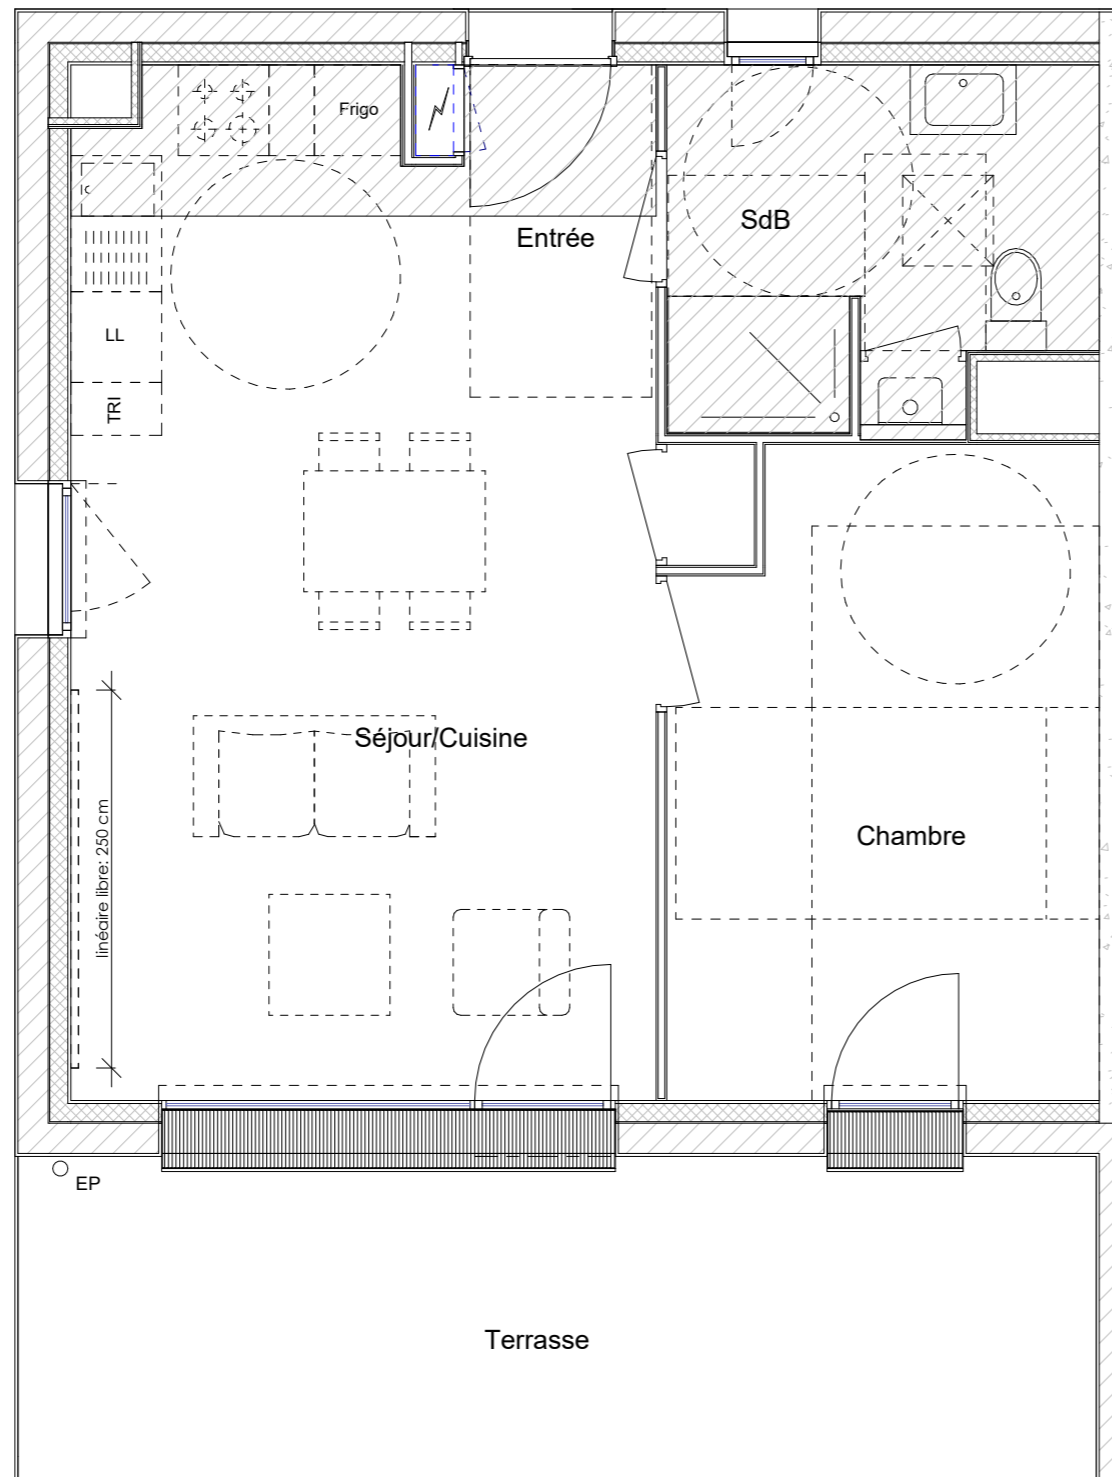 Frigo
Entrée
SdB
LL
TRI
Séjour/Cuisine
linéaire libre: 250 cm
Chambre
EP
Terrasse